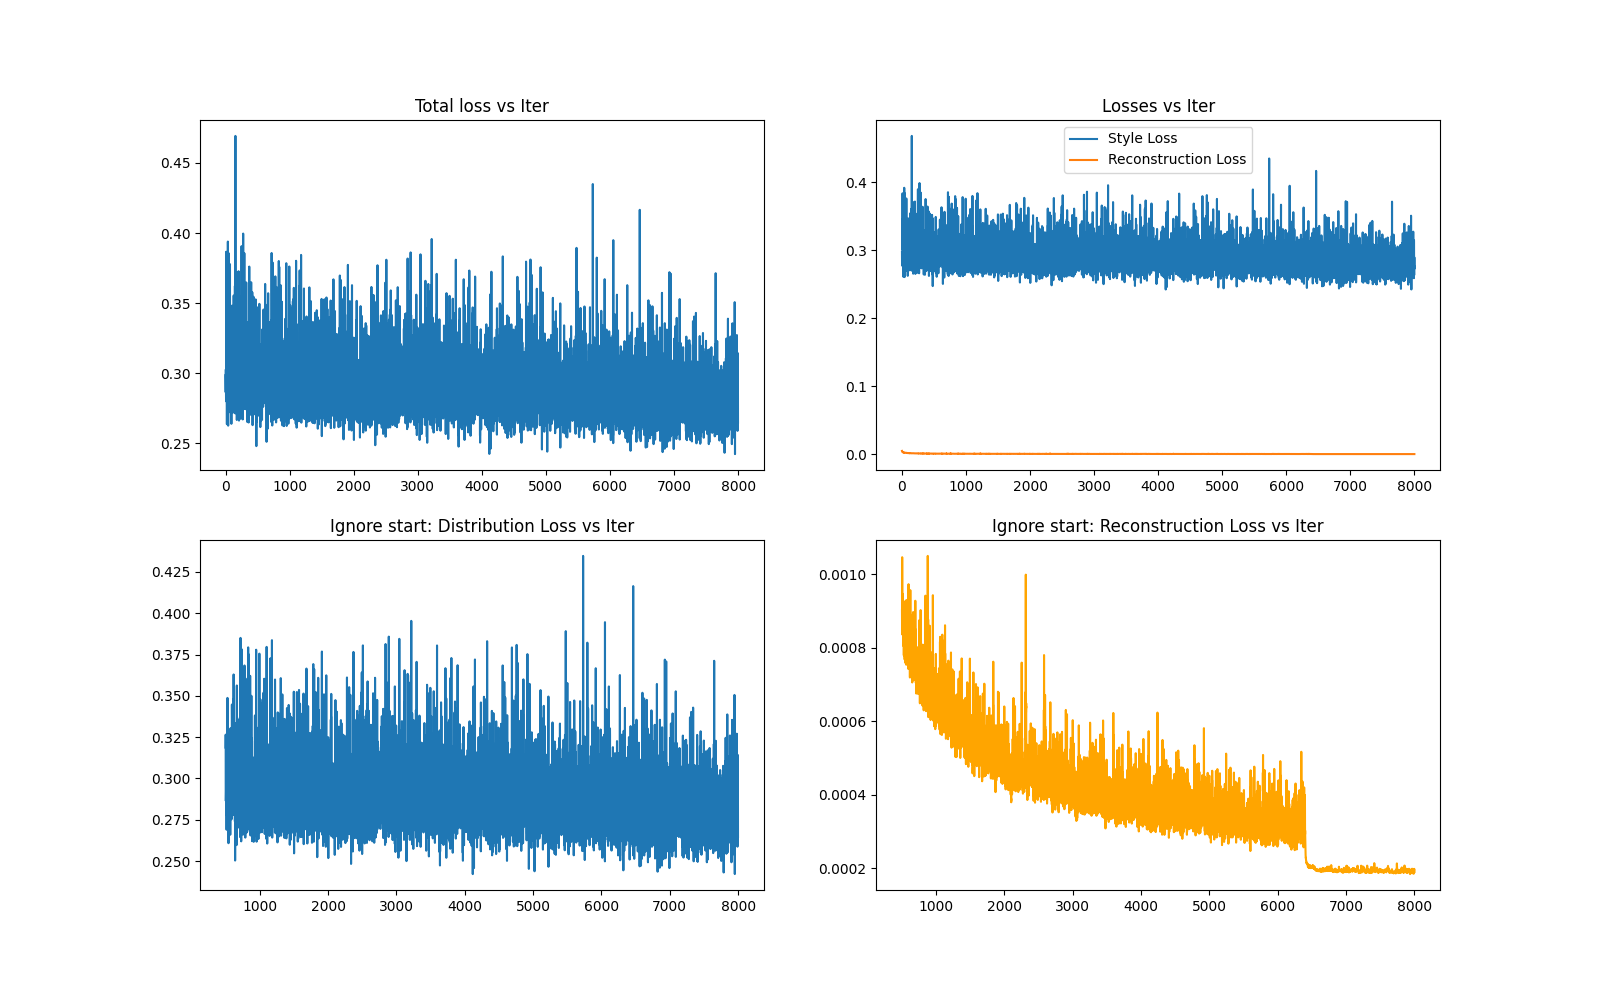 Total loss vs Iter
0.45
0.40
0.35
0.30
0.25
0 1000 2000 3000 4000 5000 6000 7000 8000
Losses vs Iter
Style Loss
Reconstruction Loss
0.4
0.3
0.2
0.1
0.0
0 1000 2000 3000 4000 5000 6000 7000 8000
Ignore start: Distribution Loss vs Iter
0.425
0.400
0.375
0.350
0.325
0.300
0.275
0.250
1000 2000 3000 4000 5000 6000 7000 8000
Ignore start: Reconstruction Loss vs Iter
0.0010
0.0008
0.0006
0.0004
0.0002
1000 2000 3000 4000 5000 6000 7000 8000